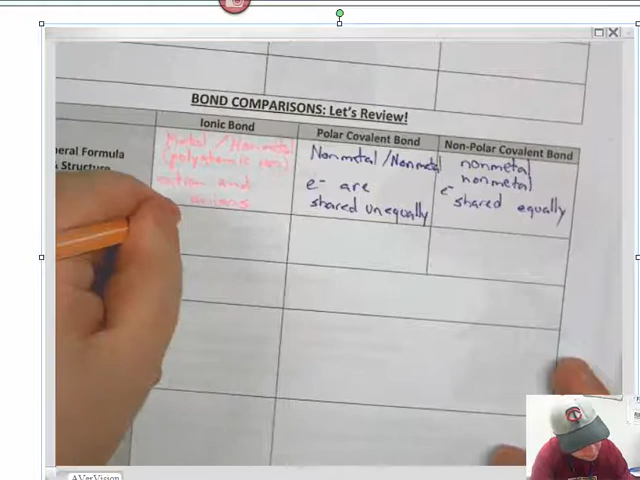 BOND COMPARISONS: Let's Review!
Ionic Bond
Polar Covalent Bond
Non-Polar Covalent Bond
eral Formula
& Structure
Metal / Nonmetal
(polyatomic ion)
cation and
anions
Nonmetal / Nonmetal
e- are
shared unequally
nonmetal
nonmetal
e-
shared equally
AVerVision